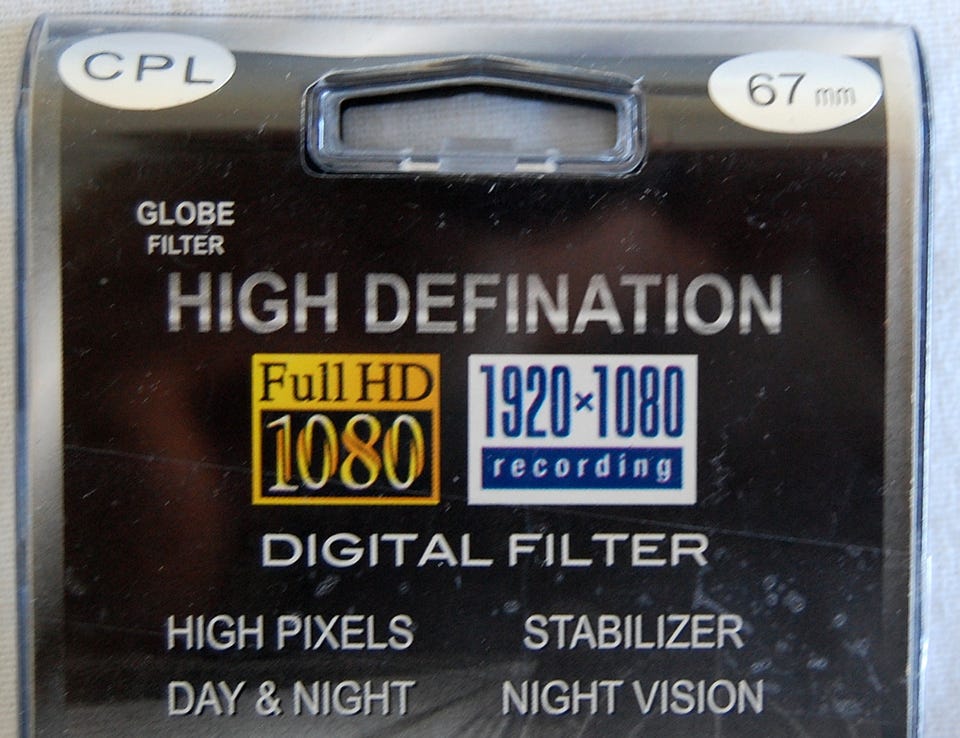 CPL
67 mm
GLOBE
FILTER
HIGH DEFINATION
Full HD
1080
1920×1080
recording
DIGITAL FILTER
HIGH PIXELS
STABILIZER
DAY & NIGHT
NIGHT VISION